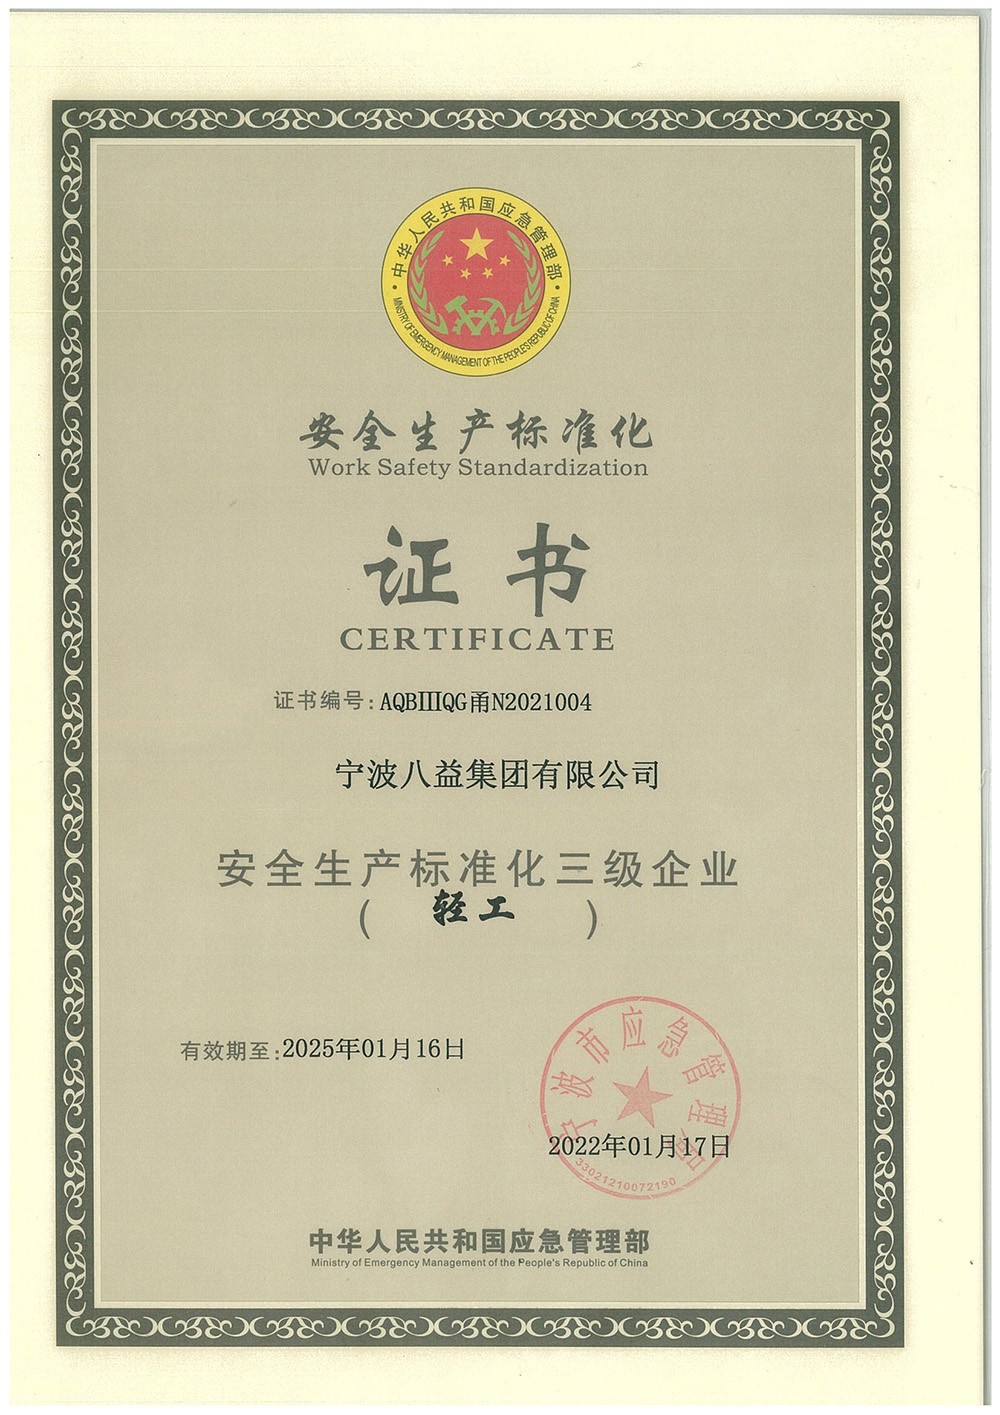 中华人民共和国应急管理部
MINISTRY OF EMERGENCY MANAGEMENT OF THE PEOPLE'S REPUBLIC OF CHINA
安全生产标准化
Work Safety Standardization
证书
CERTIFICATE
证书编号:AQBⅢQG甬N2021004
宁波八益集团有限公司
安全生产标准化三级企业
(轻工)
有效期至:2025年01月16日
宁波市应急管理局
2022年01月17日
33021210072190
中华人民共和国应急管理部
Ministry of Emergency Management of the People's Republic of China